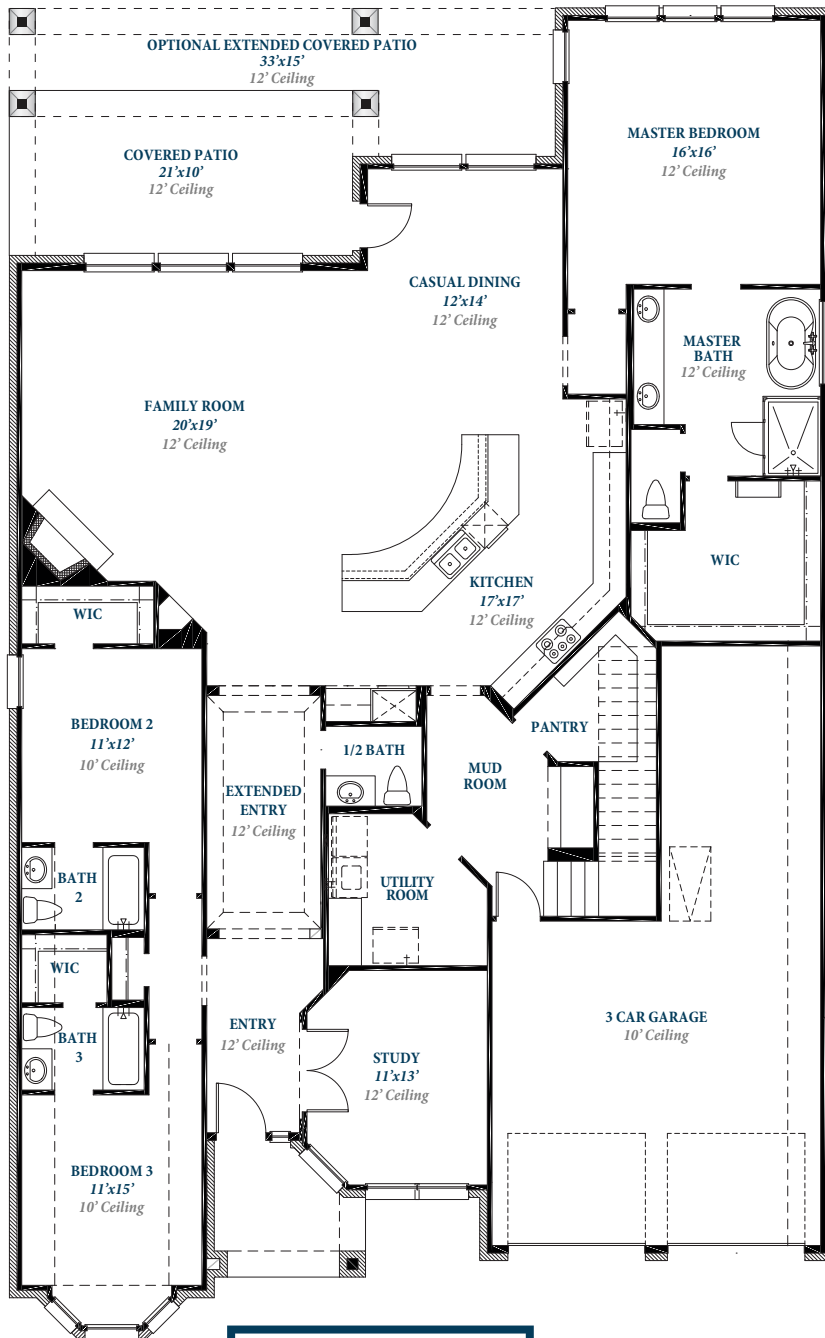 OPTIONAL EXTENDED COVERED PATIO
33'x15'
12' Ceiling
MASTER BEDROOM
16'x16'
12' Ceiling
COVERED PATIO
21'x10'
12' Ceiling
CASUAL DINING
12'x14'
12' Ceiling
MASTER
BATH
12' Ceiling
FAMILY ROOM
20'x19'
12' Ceiling
WIC
KITCHEN
17'x17'
12' Ceiling
WIC
BEDROOM 2
11'x12'
10' Ceiling
PANTRY
1/2 BATH
MUD
ROOM
EXTENDED
ENTRY
12' Ceiling
BATH
2
UTILITY
ROOM
WIC
ENTRY
12' Ceiling
3 CAR GARAGE
10' Ceiling
BATH
3
STUDY
11'x13'
12' Ceiling
BEDROOM 3
11'x15'
10' Ceiling